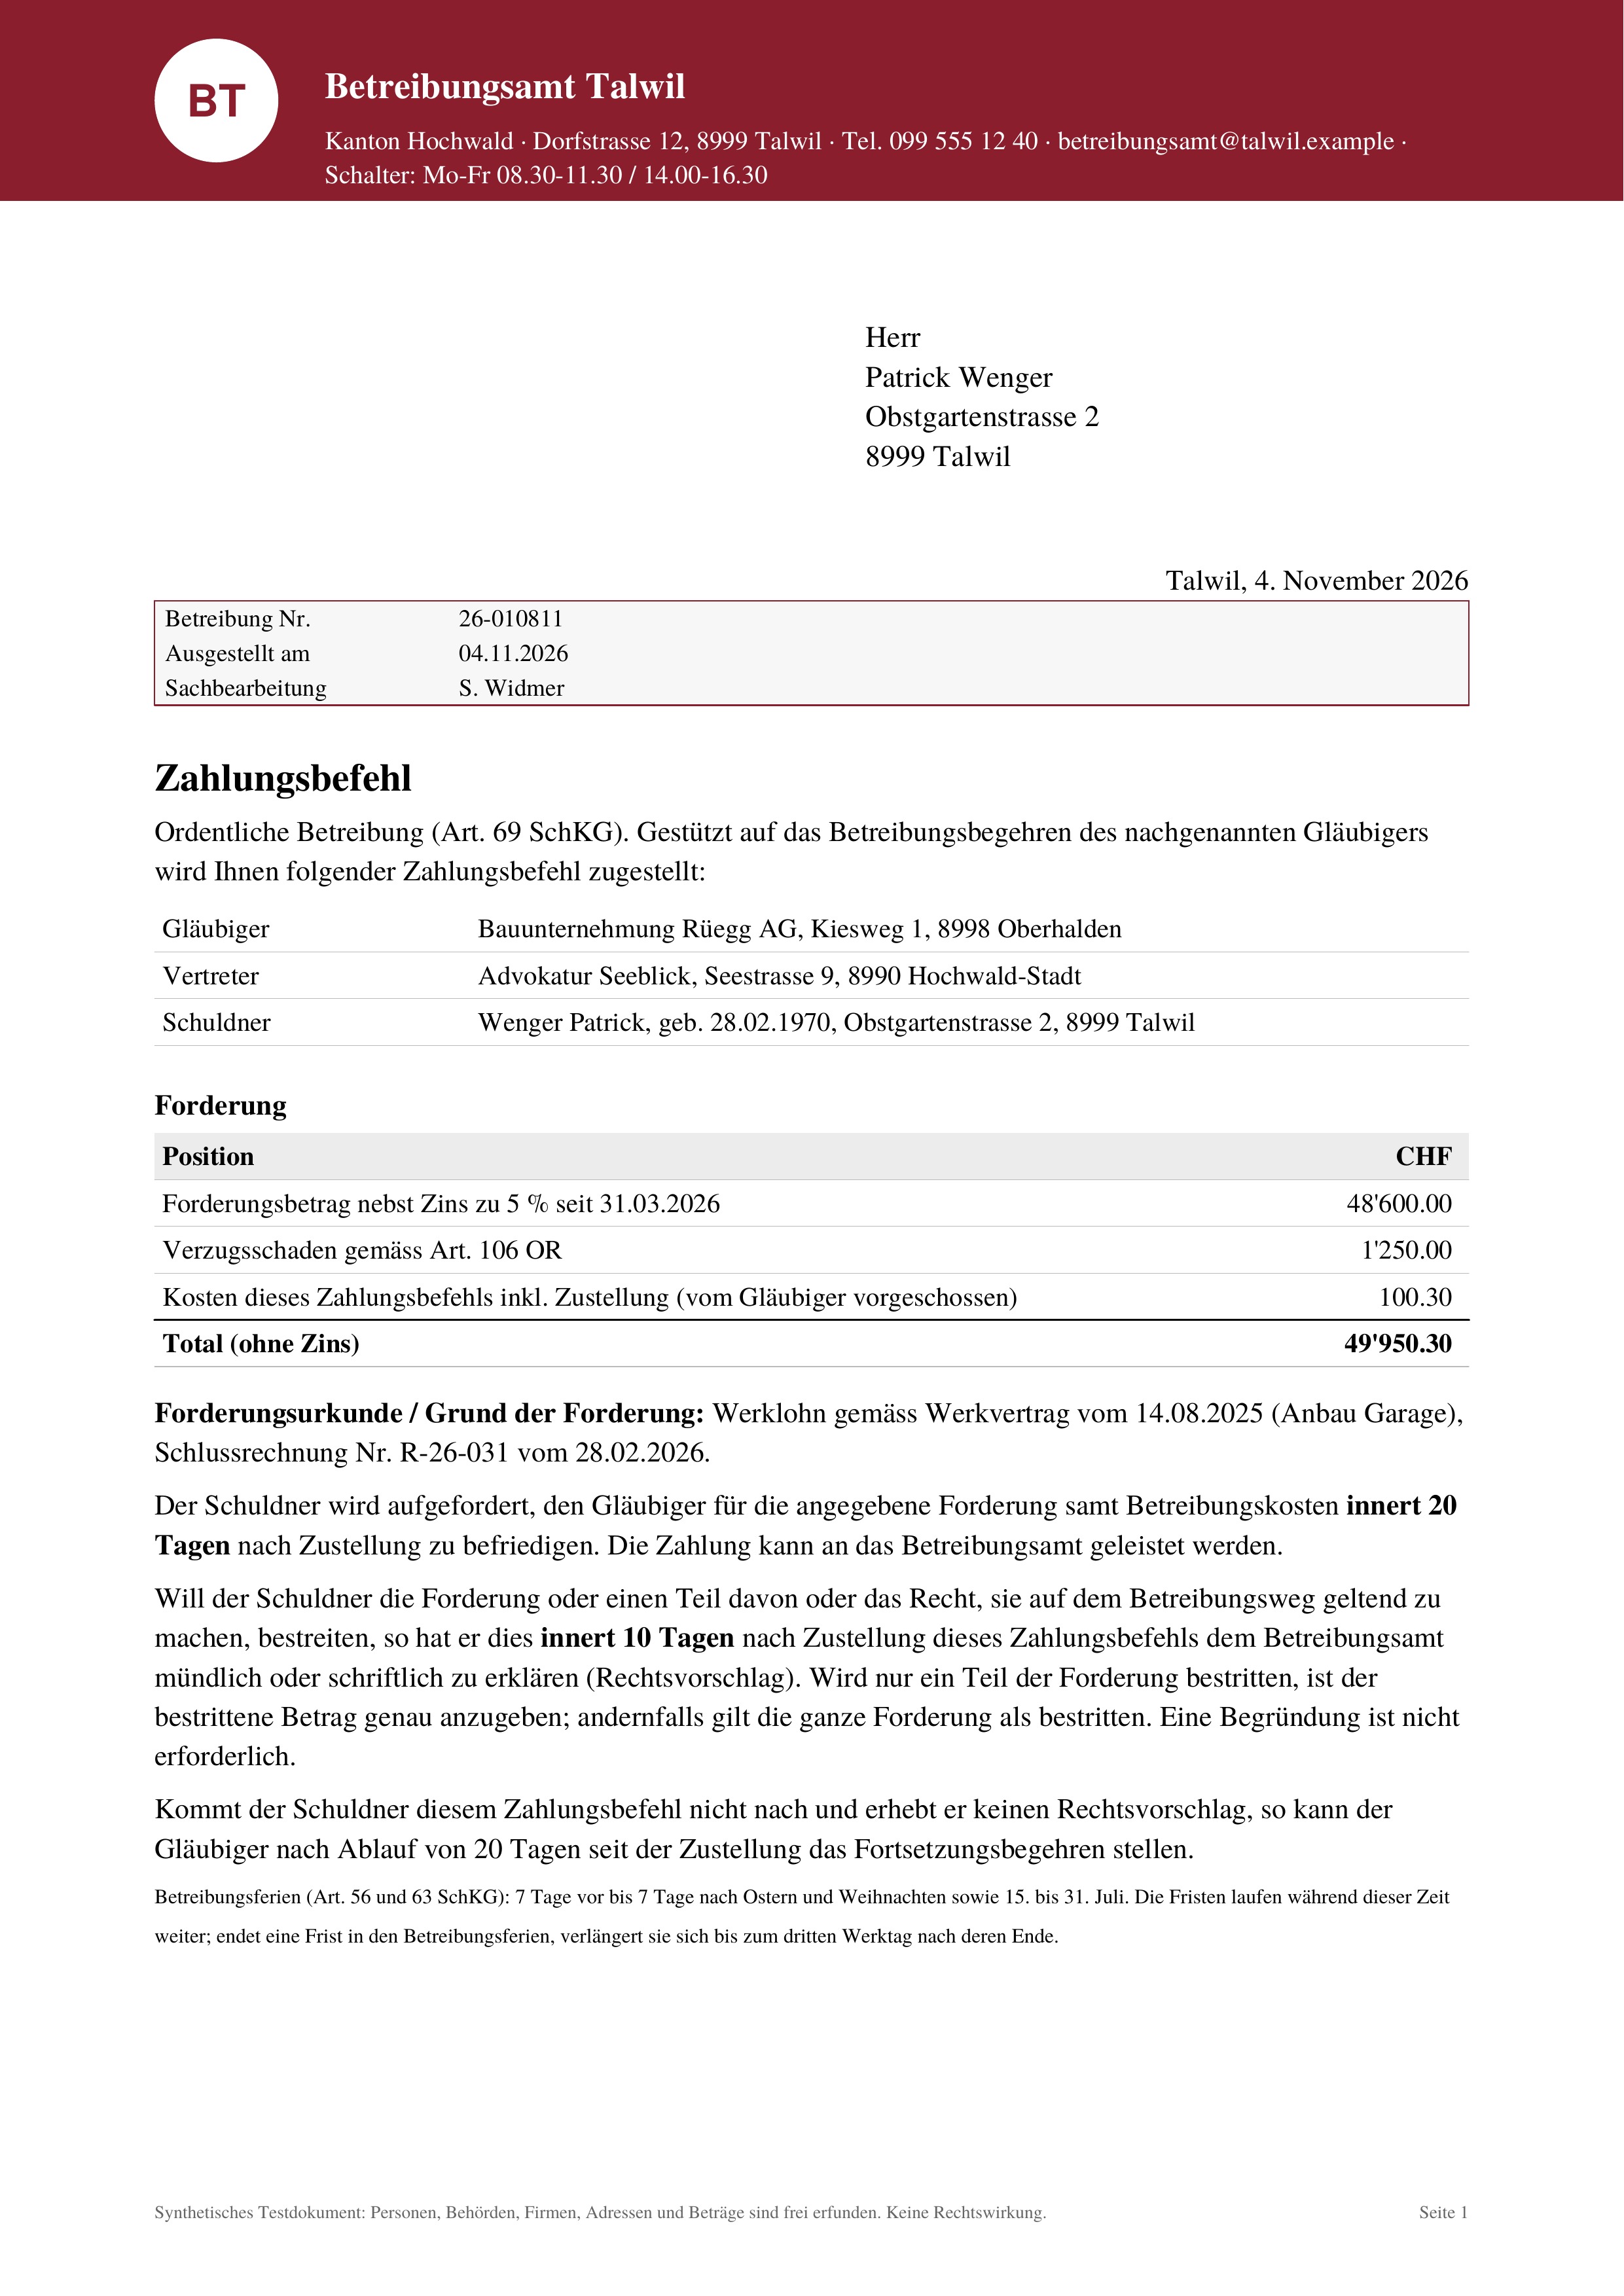 BT
Betreibungsamt Talwil
Kanton Hochwald · Dorfstrasse 12, 8999 Talwil · Tel. 099 555 12 40 · betreibungsamt@talwil.example ·
Schalter: Mo-Fr 08.30-11.30 / 14.00-16.30
Herr
Patrick Wenger
Obstgartenstrasse 2
8999 Talwil
Talwil, 4. November 2026
Betreibung Nr. 26-010811
Ausgestellt am 04.11.2026
Sachbearbeitung S. Widmer
Zahlungsbefehl
Ordentliche Betreibung (Art. 69 SchKG). Gestützt auf das Betreibungsbegehren des nachgenannten Gläubigers
wird Ihnen folgender Zahlungsbefehl zugestellt:
Gläubiger Bauunternehmung Rüegg AG, Kiesweg 1, 8998 Oberhalden
Vertreter Advokatur Seeblick, Seestrasse 9, 8990 Hochwald-Stadt
Schuldner Wenger Patrick, geb. 28.02.1970, Obstgartenstrasse 2, 8999 Talwil
Forderung
Position CHF
Forderungsbetrag nebst Zins zu 5 % seit 31.03.2026 48'600.00
Verzugsschaden gemäss Art. 106 OR 1'250.00
Kosten dieses Zahlungsbefehls inkl. Zustellung (vom Gläubiger vorgeschossen) 100.30
Total (ohne Zins) 49'950.30
Forderungsurkunde / Grund der Forderung: Werklohn gemäss Werkvertrag vom 14.08.2025 (Anbau Garage),
Schlussrechnung Nr. R-26-031 vom 28.02.2026.
Der Schuldner wird aufgefordert, den Gläubiger für die angegebene Forderung samt Betreibungskosten innert 20
Tagen nach Zustellung zu befriedigen. Die Zahlung kann an das Betreibungsamt geleistet werden.
Will der Schuldner die Forderung oder einen Teil davon oder das Recht, sie auf dem Betreibungsweg geltend zu
machen, bestreiten, so hat er dies innert 10 Tagen nach Zustellung dieses Zahlungsbefehls dem Betreibungsamt
mündlich oder schriftlich zu erklären (Rechtsvorschlag). Wird nur ein Teil der Forderung bestritten, ist der
bestrittene Betrag genau anzugeben; andernfalls gilt die ganze Forderung als bestritten. Eine Begründung ist nicht
erforderlich.
Kommt der Schuldner diesem Zahlungsbefehl nicht nach und erhebt er keinen Rechtsvorschlag, so kann der
Gläubiger nach Ablauf von 20 Tagen seit der Zustellung das Fortsetzungsbegehren stellen.
Betreibungsferien (Art. 56 und 63 SchKG): 7 Tage vor bis 7 Tage nach Ostern und Weihnachten sowie 15. bis 31. Juli. Die Fristen laufen während dieser Zeit
weiter; endet eine Frist in den Betreibungsferien, verlängert sie sich bis zum dritten Werktag nach deren Ende.
Synthetisches Testdokument: Personen, Behörden, Firmen, Adressen und Beträge sind frei erfunden. Keine Rechtswirkung. Seite 1